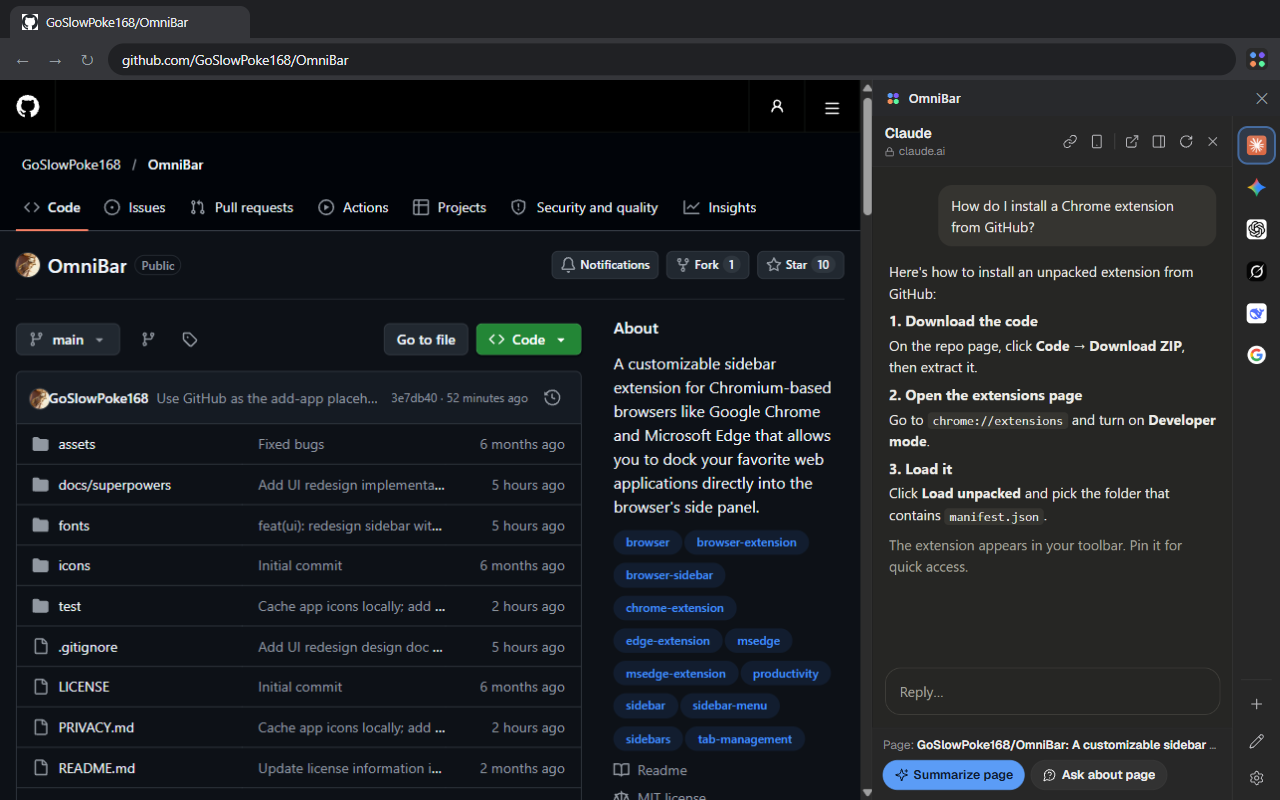 GoSlowPoke168/OmniBar
github.com/GoSlowPoke168/OmniBar
GoSlowPoke168 / OmniBar
Code Issues Pull requests Actions Projects Security and quality Insights
OmniBar Public Notifications Fork 1 Star 10
main Go to file Code
GoSlowPoke168 Use GitHub as the add-app placeh... 3e7db40 · 52 minutes ago
assets Fixed bugs 6 months ago
docs/superpowers Add UI redesign implementa... 5 hours ago
fonts feat(ui): redesign sidebar wit... 5 hours ago
icons Initial commit 6 months ago
test Cache app icons locally; add ... 2 hours ago
.gitignore Add UI redesign design doc ... 5 hours ago
LICENSE Initial commit 6 months ago
PRIVACY.md Cache app icons locally; add ... 2 hours ago
README.md Update license information i... 2 months ago
About
A customizable sidebar
extension for Chromium-based
browsers like Google Chrome
and Microsoft Edge that allows
you to dock your favorite web
applications directly into the
browser's side panel.
browser browser-extension
browser-sidebar
chrome-extension
edge-extension msedge
msedge-extension productivity
sidebar sidebar-menu
sidebars tab-management
Readme
MIT license
OmniBar
Claude
claude.ai
How do I install a Chrome extension
from GitHub?
Here's how to install an unpacked extension from
GitHub:
1. Download the code
On the repo page, click Code → Download ZIP,
then extract it.
2. Open the extensions page
Go to chrome://extensions and turn on Developer
mode.
3. Load it
Click Load unpacked and pick the folder that
contains manifest.json.
The extension appears in your toolbar. Pin it for
quick access.
Reply...
Page: GoSlowPoke168/OmniBar: A customizable sidebar ...
Summarize page Ask about page